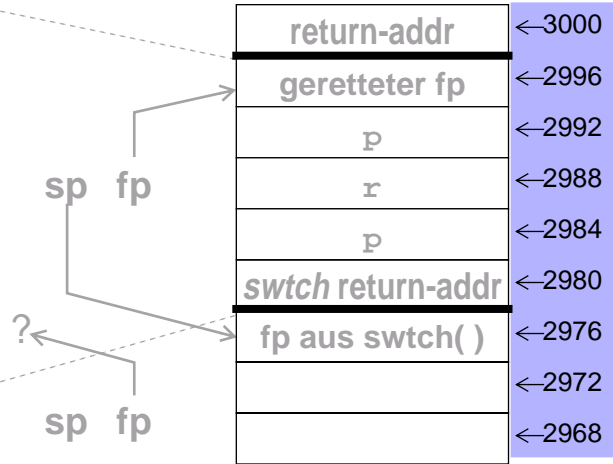 return-addr ←3000
geretteter fp ←2996
p ←2992
sp fp r ←2988
p ←2984
swtch return-addr ←2980
? fp aus swtch( ) ←2976
←2972
sp fp ←2968